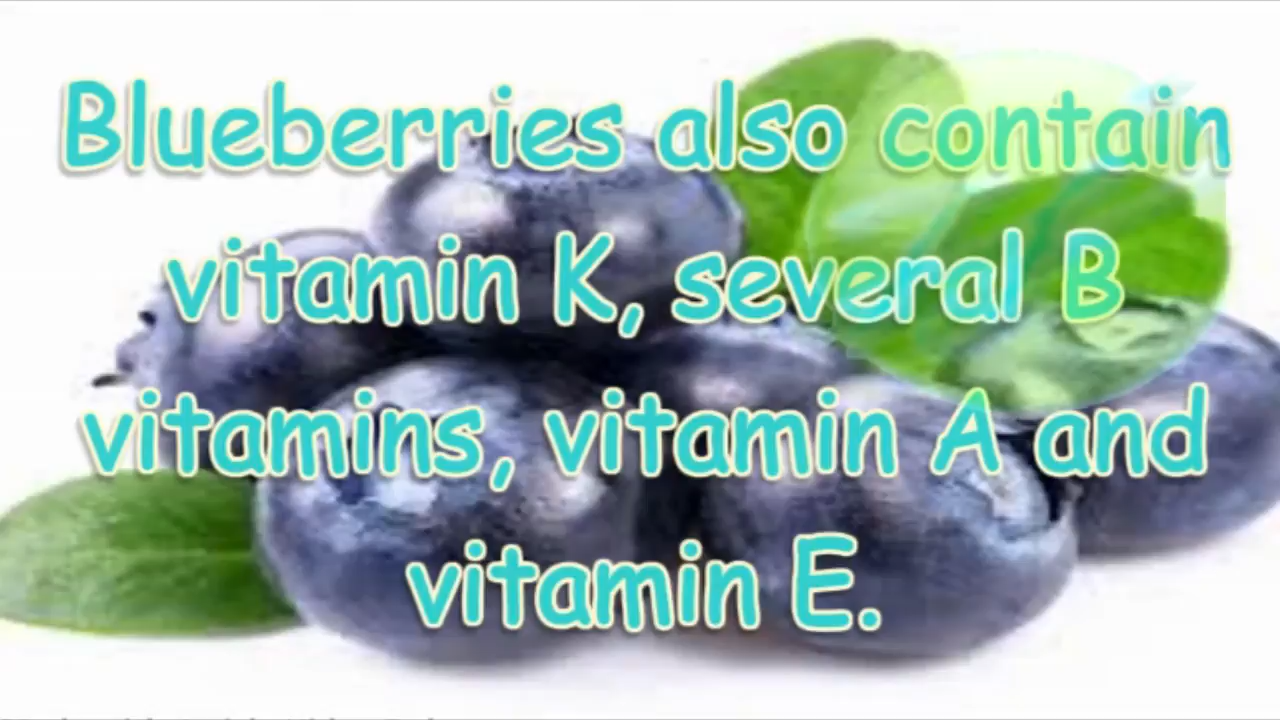 Blueberries also contain
vitamin K, several B
vitamins, vitamin A and
vitamin E.